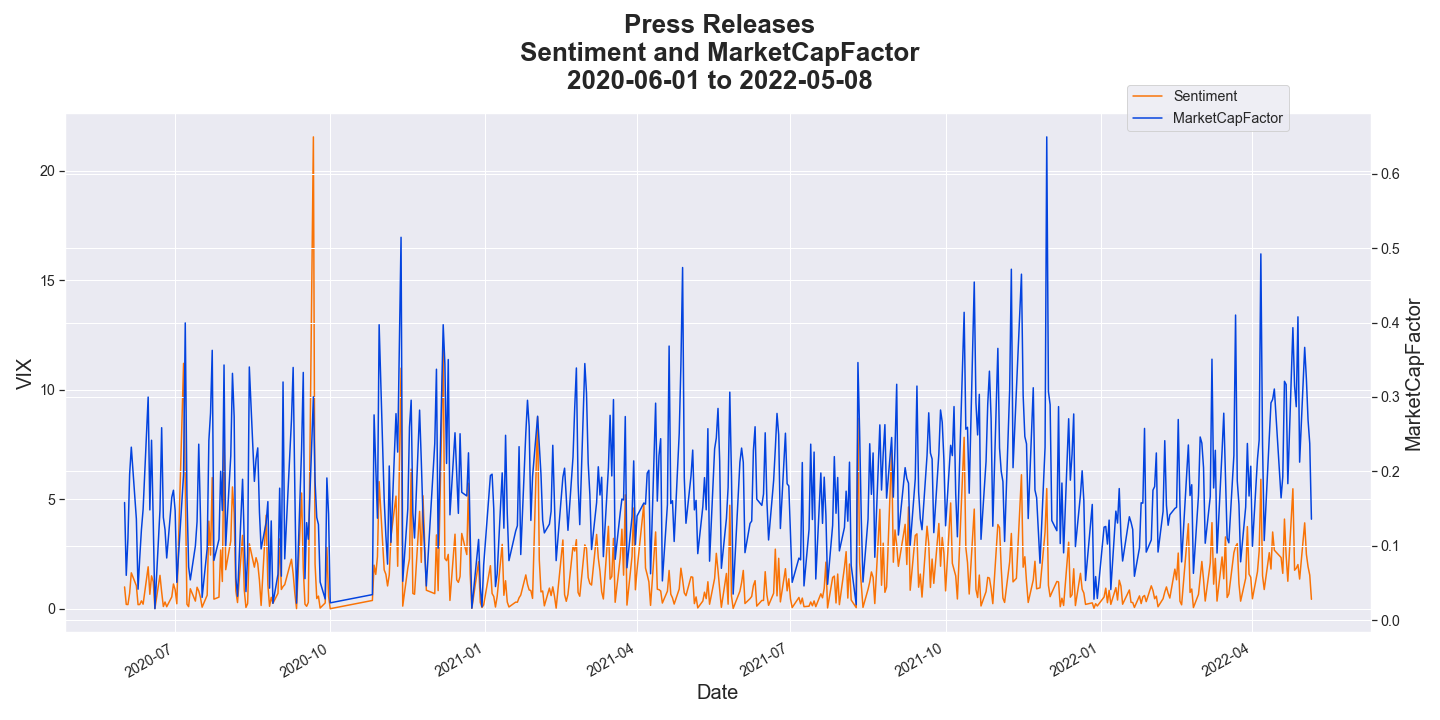 Press Releases
Sentiment and MarketCapFactor
2020-06-01 to 2022-05-08
Sentiment
MarketCapFactor
20
15
10
5
0
VIX
0.6
0.5
0.4
0.3
0.2
0.1
0.0
MarketCapFactor
2020-07
2020-10
2021-01
2021-04
2021-07
2021-10
2022-01
2022-04
Date